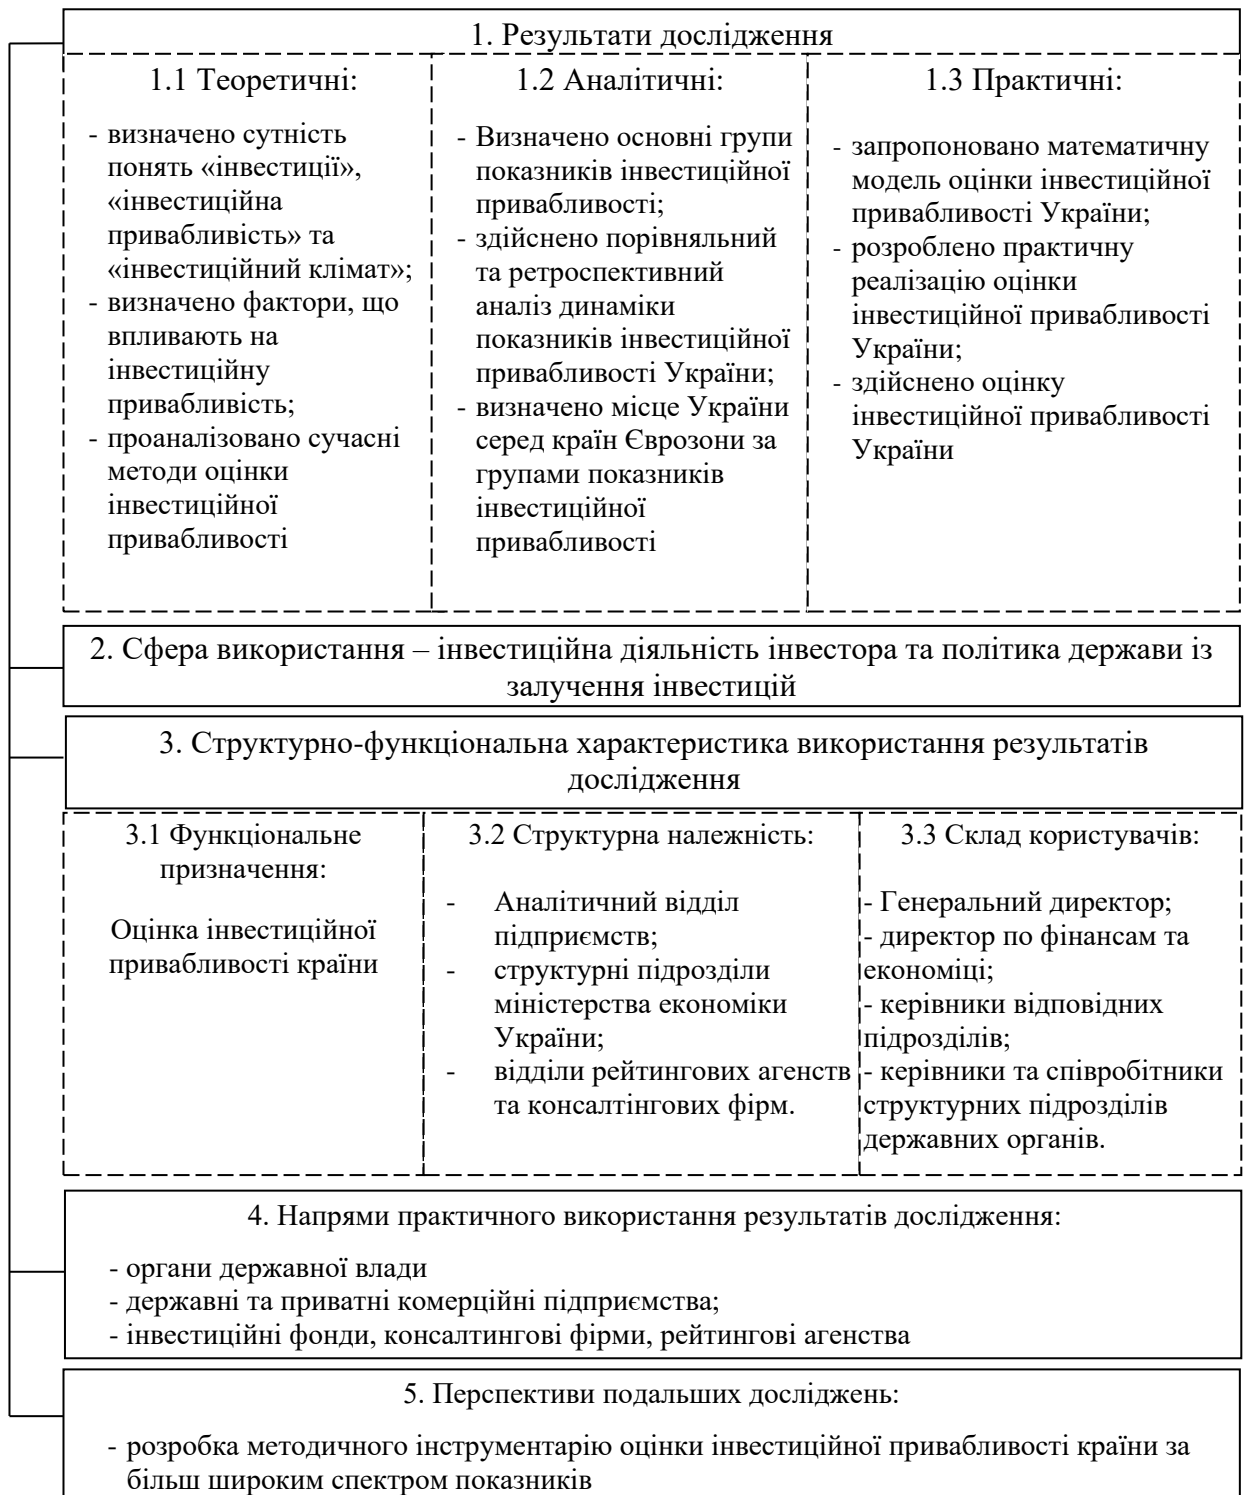 1. Результати дослідження
1.1 Теоретичні:
- визначено сутність
понять «інвестиції»,
«інвестиційна
привабливість» та
«інвестиційний клімат»;
- визначено фактори, що
впливають на
інвестиційну
привабливість;
- проаналізовано сучасні
методи оцінки
інвестиційної
привабливості
1.2 Аналітичні:
- Визначено основні групи
показників інвестиційної
привабливості;
- здійснено порівняльний
та ретроспективний
аналіз динаміки
показників інвестиційної
привабливості України;
- визначено місце України
серед країн Єврозони за
групами показників
інвестиційної
привабливості
1.3 Практичні:
- запропоновано математичну
модель оцінки інвестиційної
привабливості України;
- розроблено практичну
реалізацію оцінки
інвестиційної привабливості
України;
- здійснено оцінку
інвестиційної привабливості
України
2. Сфера використання – інвестиційна діяльність інвестора та політика держави із
залучення інвестицій
3. Структурно-функціональна характеристика використання результатів
дослідження
3.1 Функціональне
призначення:
Оцінка інвестиційної
привабливості країни
3.2 Структурна належність:
- Аналітичний відділ
підприємств;
- структурні підрозділи
міністерства економіки
України;
- відділи рейтингових агенств
та консалтінгових фірм.
3.3 Склад користувачів:
- Генеральний директор;
- директор по фінансам та
економіці;
- керівники відповідних
підрозділів;
- керівники та співробітники
структурних підрозділів
державних органів.
4. Напрями практичного використання результатів дослідження:
- органи державної влади
- державні та приватні комерційні підприємства;
- інвестиційні фонди, консалтингові фірми, рейтингові агенства
5. Перспективи подальших досліджень:
- розробка методичного інструментарію оцінки інвестиційної привабливості країни за
більш широким спектром показників